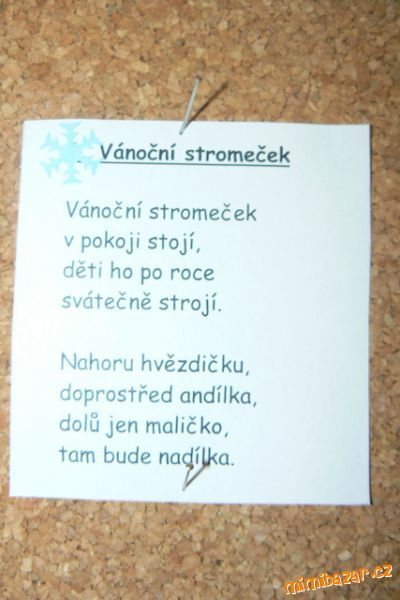 Vánoční stromeček
Vánoční stromeček
v pokoji stojí,
děti ho po roce
svátečně strojí.
Nahoru hvězdičku,
doprostřed andílka,
dolů jen maličko,
tam bude nadílka.
mimibazar.cz